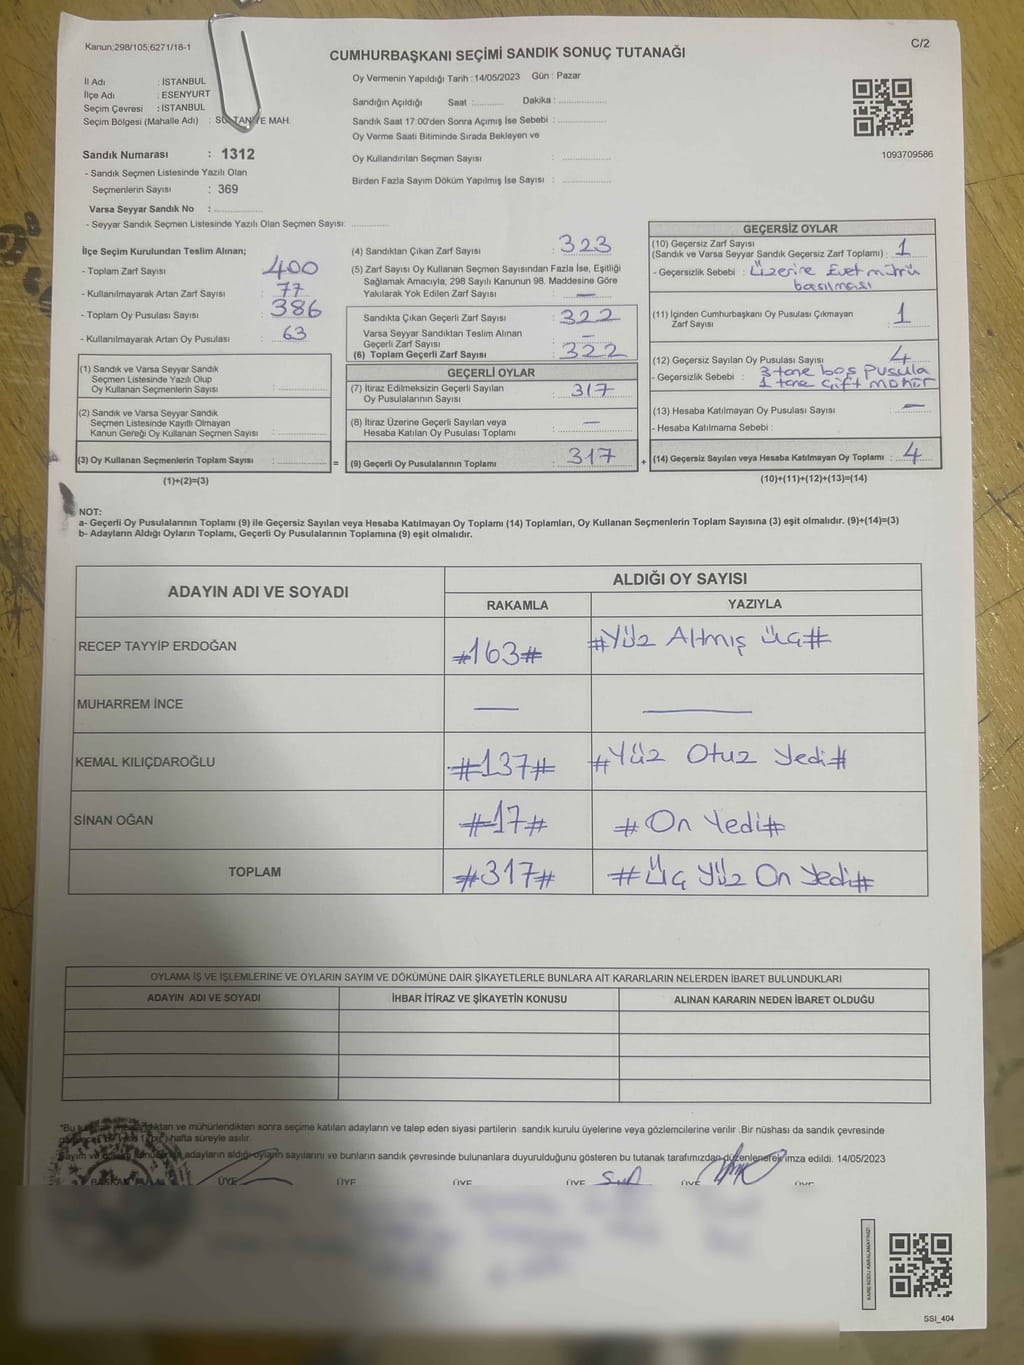 Kanun;298/105,6271/18-1
C/2
CUMHURBAŞKANI SEÇİMİ SANDIK SONUÇ TUTANAĞI
İl Adı : İSTANBUL
İlçe Adı : ESENYURT
Seçim Çevresi : İSTANBUL
Seçim Bölgesi (Mahalle Adı) : SULTANİYE MAH.
Oy Vermenin Yapıldığı Tarih : 14/05/2023 Gün : Pazar
Sandığın Açıldığı Saat :........... Dakika : ................
Sandık Saat 17:00'den Sonra Açımış İse Sebebi : ................
Oy Verme Saati Bitiminde Sırada Bekleyen ve
Oy Kullandırılan Seçmen Sayısı : ................
Birden Fazla Sayım Döküm Yapılmış İse Sayısı : ................
1093709586
Sandık Numarası : 1312
- Sandık Seçmen Listesinde Yazılı Olan
Seçmenlerin Sayısı : 369
Varsa Seyyar Sandık No : ................
- Seyyar Sandık Seçmen Listesinde Yazılı Olan Seçmen Sayısı: ............
İlçe Seçim Kurulundan Teslim Alınan;
- Toplam Zarf Sayısı : 400
- Kullanılmayarak Artan Zarf Sayısı : 77
- Toplam Oy Pusulası Sayısı : 386
- Kullanılmayarak Artan Oy Pusulası : 63
(1) Sandık ve Varsa Seyyar Sandık
Seçmen Listesinde Yazılı Olup
Oy Kullanan Seçmenlerin Sayısı : ................
(2) Sandık ve Varsa Seyyar Sandık
Seçmen Listesinde Kayıtlı Olmayan
Kanun Gereği Oy Kullanan Seçmen Sayısı : ................
(3) Oy Kullanan Seçmenlerin Toplam Sayısı : ................
(1)+(2)=(3)
=
(4) Sandıktan Çıkan Zarf Sayısı : 323
(5) Zarf Sayısı Oy Kullanan Seçmen Sayısından Fazla İse, Eşitliği
Sağlamak Amacıyla; 298 Sayılı Kanunun 98. Maddesine Göre
Yakılarak Yok Edilen Zarf Sayısı : —
Sandıkta Çıkan Geçerli Zarf Sayısı : 322
Varsa Seyyar Sandıktan Teslim Alınan
Geçerli Zarf Sayısı : —
(6) Toplam Geçerli Zarf Sayısı : 322
GEÇERLİ OYLAR
(7) İtiraz Edilmeksizin Geçerli Sayılan
Oy Pusulalarının Sayısı : 317
(8) İtiraz Üzerine Geçerli Sayılan veya
Hesaba Katılan Oy Pusulası Toplamı : —
(9) Geçerli Oy Pusulalarının Toplamı : 317
+
GEÇERSİZ OYLAR
(10) Geçersiz Zarf Sayısı
(Sandık ve Varsa Seyyar Sandık Geçersiz Zarf Toplamı) : 1
- Geçersizlik Sebebi : Üzerine Evet mührü
basılması
(11) İçinden Cumhurbaşkanı Oy Pusulası Çıkmayan
Zarf Sayısı : 1
(12) Geçersiz Sayılan Oy Pusulası Sayısı : 4
- Geçersizlik Sebebi : 3 tane boş pusula
1 tane çift mühür
(13) Hesaba Katılmayan Oy Pusulası Sayısı : —
- Hesaba Katılmama Sebebi :
(14) Geçersiz Sayılan veya Hesaba Katılmayan Oy Toplamı : 4
(10)+(11)+(12)+(13)=(14)
NOT:
a- Geçerli Oy Pusulalarının Toplamı (9) ile Geçersiz Sayılan veya Hesaba Katılmayan Oy Toplamı (14) Toplamları, Oy Kullanan Seçmenlerin Toplam Sayısına (3) eşit olmalıdır. (9)+(14)=(3)
b- Adayların Aldığı Oyların Toplamı, Geçerli Oy Pusulalarının Toplamına (9) eşit olmalıdır.
ADAYIN ADI VE SOYADI
ALDIĞI OY SAYISI
RAKAMLA YAZIYLA
RECEP TAYYİP ERDOĞAN #163# #Yüz Altmış Üç#
MUHARREM İNCE — —
KEMAL KILIÇDAROĞLU #137# #Yüz Otuz Yedi#
SİNAN OĞAN #17# #On Yedi#
TOPLAM #317# #Üç Yüz On Yedi#
OYLAMA İŞ VE İŞLEMLERİNE VE OYLARIN SAYIM VE DÖKÜMÜNE DAİR ŞİKAYETLERLE BUNLARA AİT KARARLARIN NELERDEN İBARET BULUNDUKLARI
ADAYIN ADI VE SOYADI İHBAR İTİRAZ VE ŞİKAYETİN KONUSU ALINAN KARARIN NEDEN İBARET OLDUĞU
"Bu sonra seçime katılan adayların ve talep eden siyasi partilerin sandık kurulu üyelerine veya gözlemcilerine verilir .Bir nüshası da sandık çevresinde
hafta süreyle asılır.
Sayım ve adayların aldığı oyların sayılarını ve bunların sandık çevresinde bulunanlara duyurulduğunu gösteren bu tutanak tarafımızdan düzenlenerek imza edildi. 14/05/2023
BAŞKAN ÜYE ÜYE ÜYE ÜYE ÜYE ÜYE
KARE KODU KARALAMAYINIZ!
SSI_404